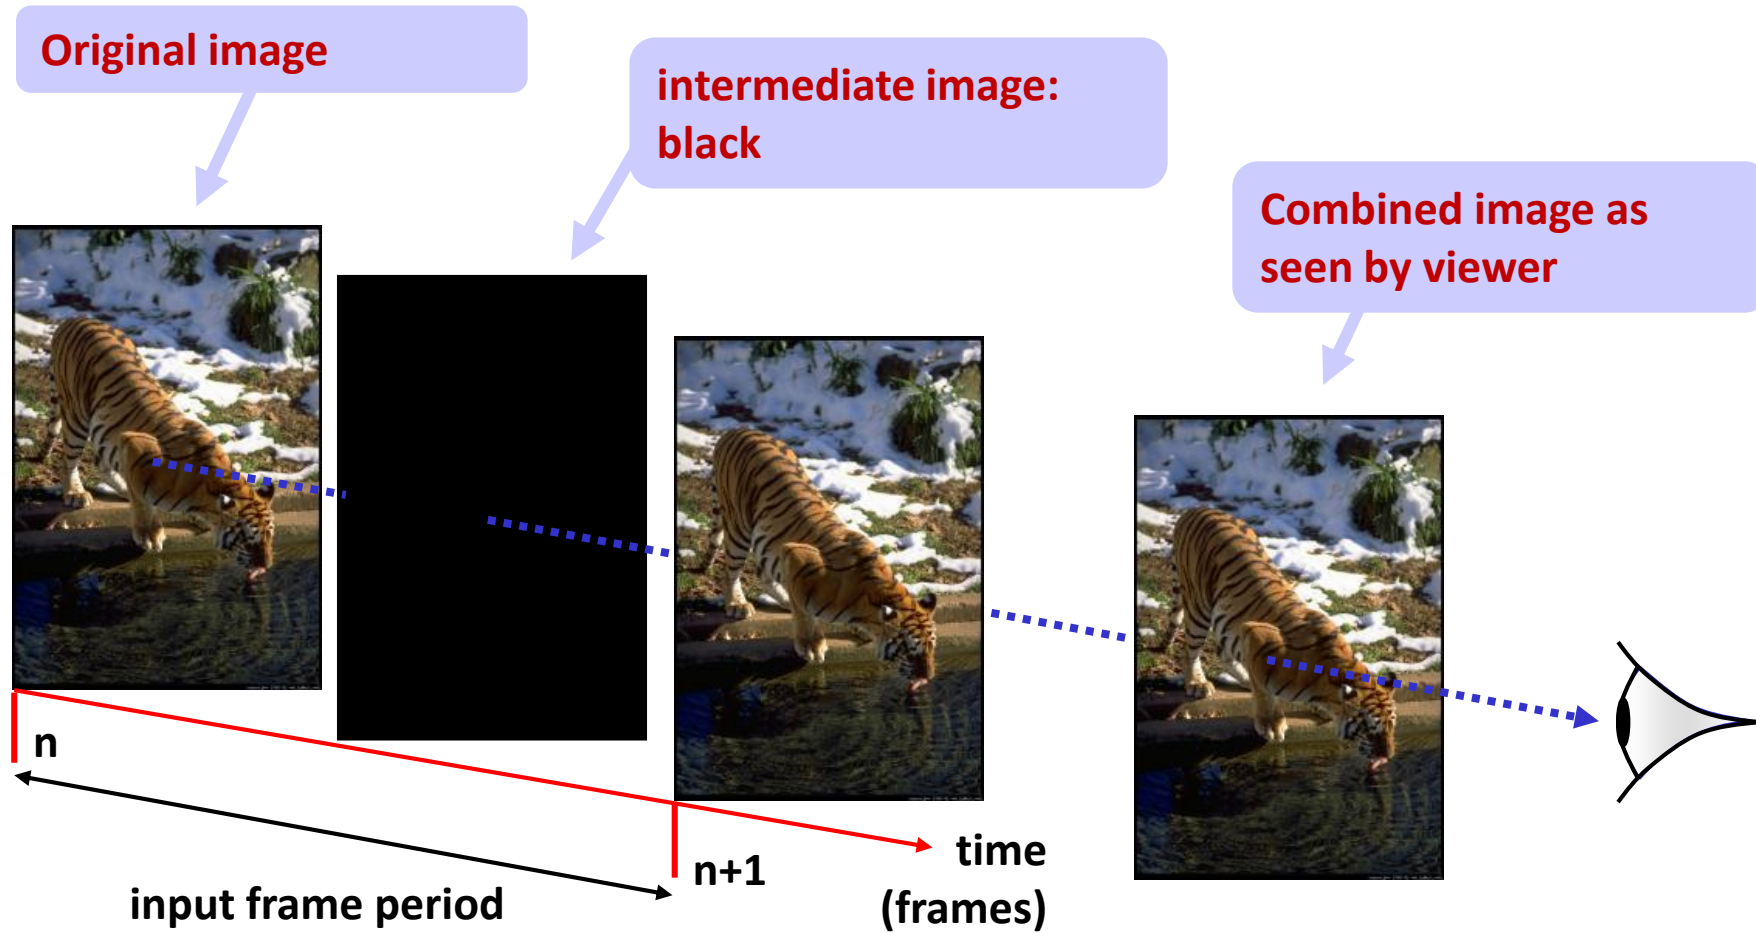 Original image
intermediate image:
black
Combined image as
seen by viewer
n
n+1
time
(frames)
input frame period